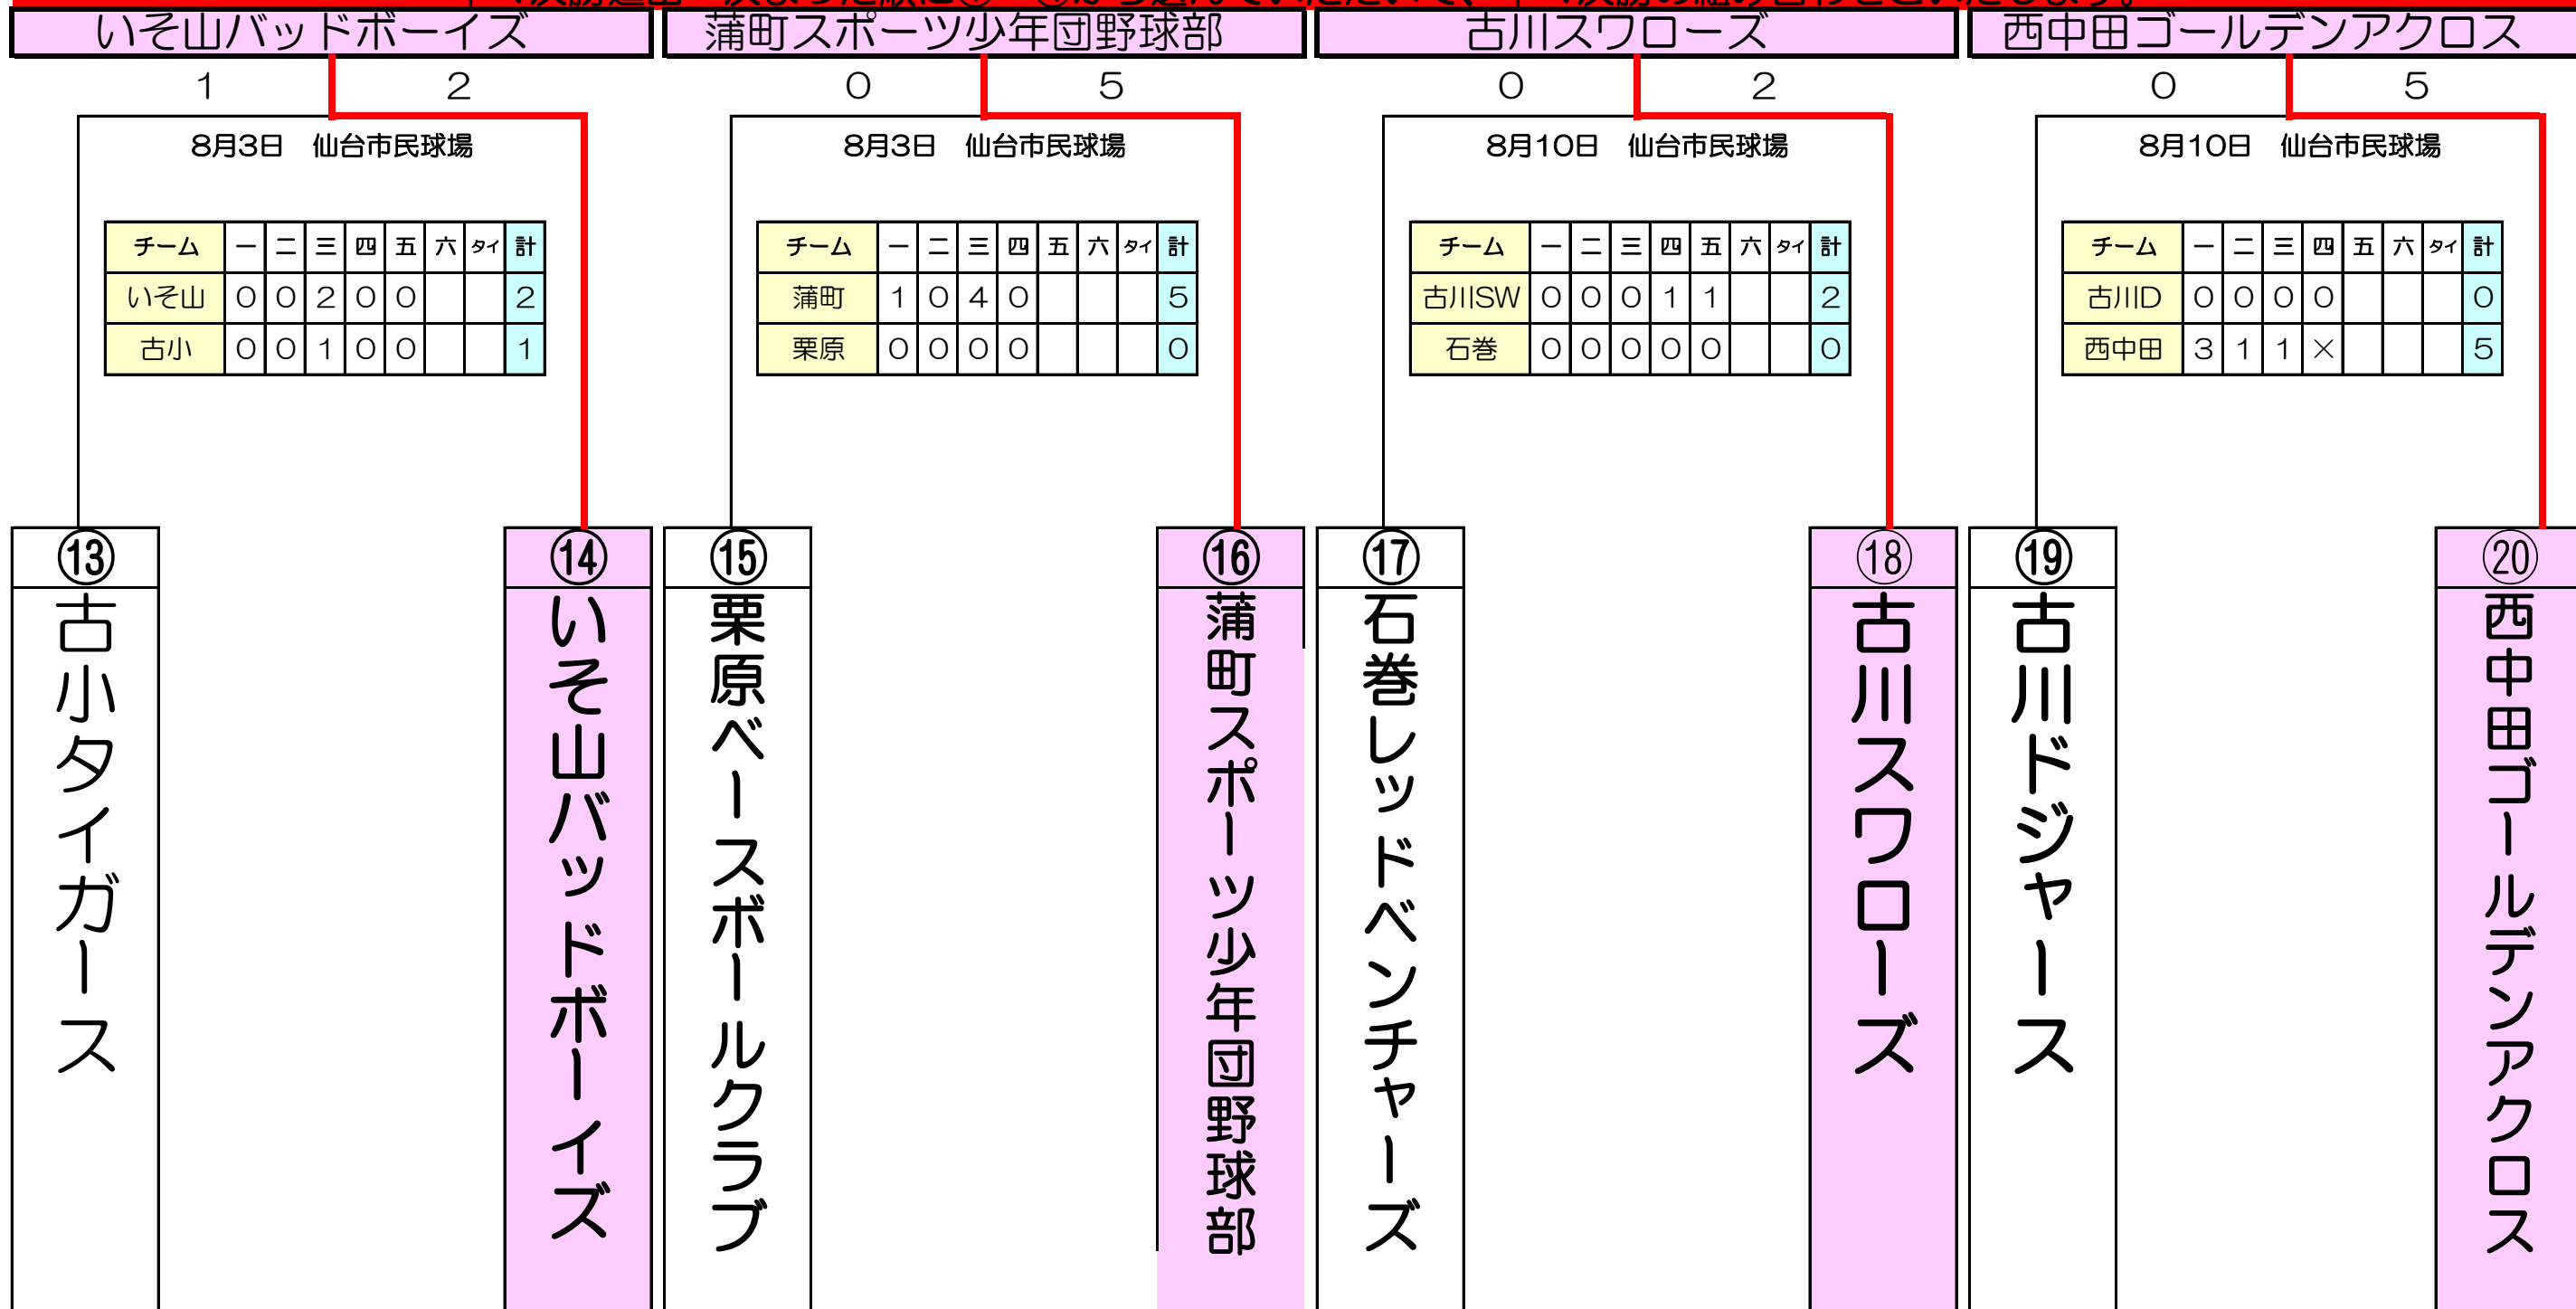 いそ山バッドボーイズ
蒲町スポーツ少年団野球部
古川スワローズ
西中田ゴールデンアクロス
1 2
0 5
0 2
0 5
8月3日 仙台市民球場
8月3日 仙台市民球場
8月10日 仙台市民球場
8月10日 仙台市民球場
チーム 一 二 三 四 五 六 タイ 計
いそ山 0 0 2 0 0 2
古小 0 0 1 0 0 1
チーム 一 二 三 四 五 六 タイ 計
蒲町 1 0 4 0 5
栗原 0 0 0 0 0
チーム 一 二 三 四 五 六 タイ 計
古川SW 0 0 0 1 1 2
石巻 0 0 0 0 0 0
チーム 一 二 三 四 五 六 タイ 計
古川D 0 0 0 0 0
西中田 3 1 1 × 5
⑬
古小タイガース
⑭
いそ山バッドボーイズ
⑮
栗原ベースボールクラブ
⑯
蒲町スポーツ少年団野球部
⑰
石巻レッドベンチャーズ
⑱
古川スワローズ
⑲
古川ドジャース
⑳
西中田ゴールデンアクロス